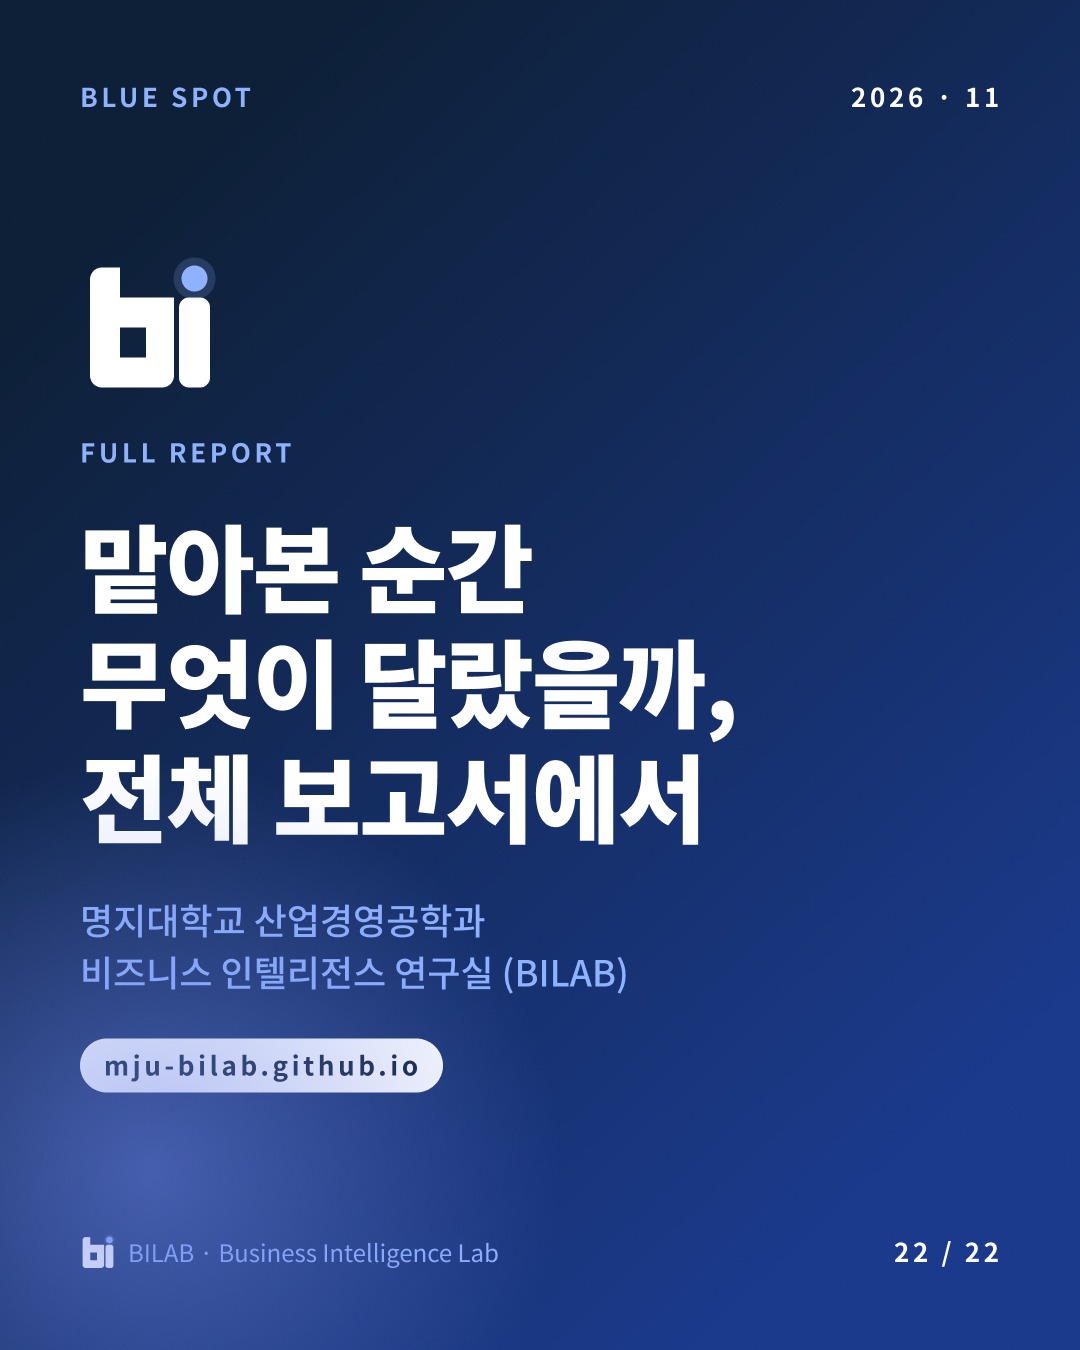 BLUE SPOT
2026 · 11
bi
FULL REPORT
맡아본 순간
무엇이 달랐을까,
전체 보고서에서
명지대학교 산업경영공학과
비즈니스 인텔리전스 연구실 (BILAB)
mju-bilab.github.io
bi BILAB · Business Intelligence Lab
22 / 22